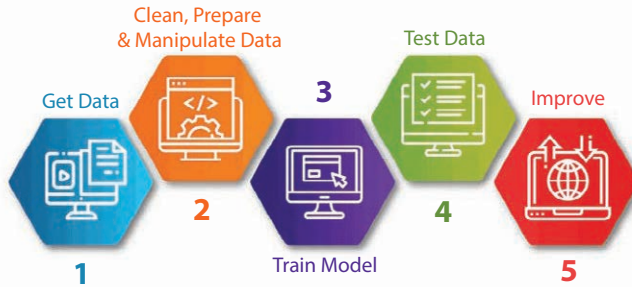 Get Data
1
Clean, Prepare
& Manipulate Data
</>
2
3
Train Model
Test Data
4
Improve
5